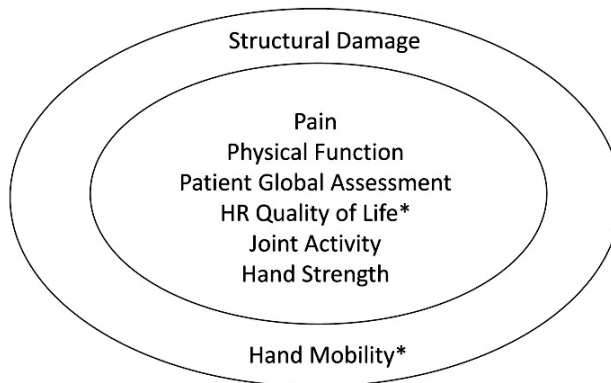 Structural Damage
Pain
Physical Function
Patient Global Assessment
HR Quality of Life*
Joint Activity
Hand Strength
Hand Mobility*